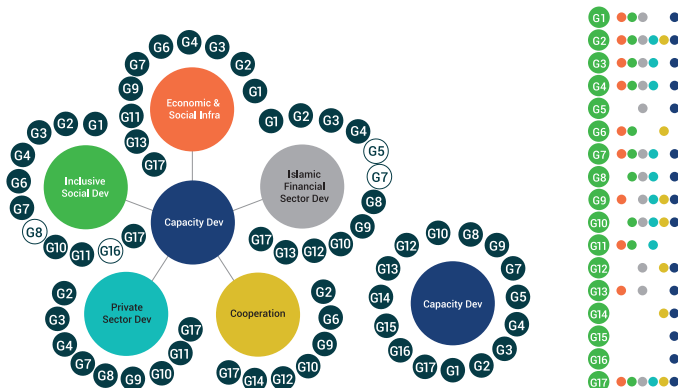 G1
G2
G3
G4
G6
G7
G9
G11
G13
G17
Economic &
Social Infra
G1
G2
G3
G4
G5
G7
G8
G9
G10
G12
G13
G17
Islamic
Financial
Sector Dev
G1
G2
G3
G4
G6
G7
G8
G10
G11
G16
G17
Inclusive
Social Dev
Capacity Dev
G2
G3
G4
G7
G8
G9
G10
G11
G17
Private
Sector Dev
G2
G6
G9
G10
G12
G14
G17
Cooperation
G10
G8
G9
G7
G5
G4
G3
G2
G1
G17
G16
G15
G14
G13
G12
Capacity Dev
G1
G2
G3
G4
G5
G6
G7
G8
G9
G10
G11
G12
G13
G14
G15
G16
G17